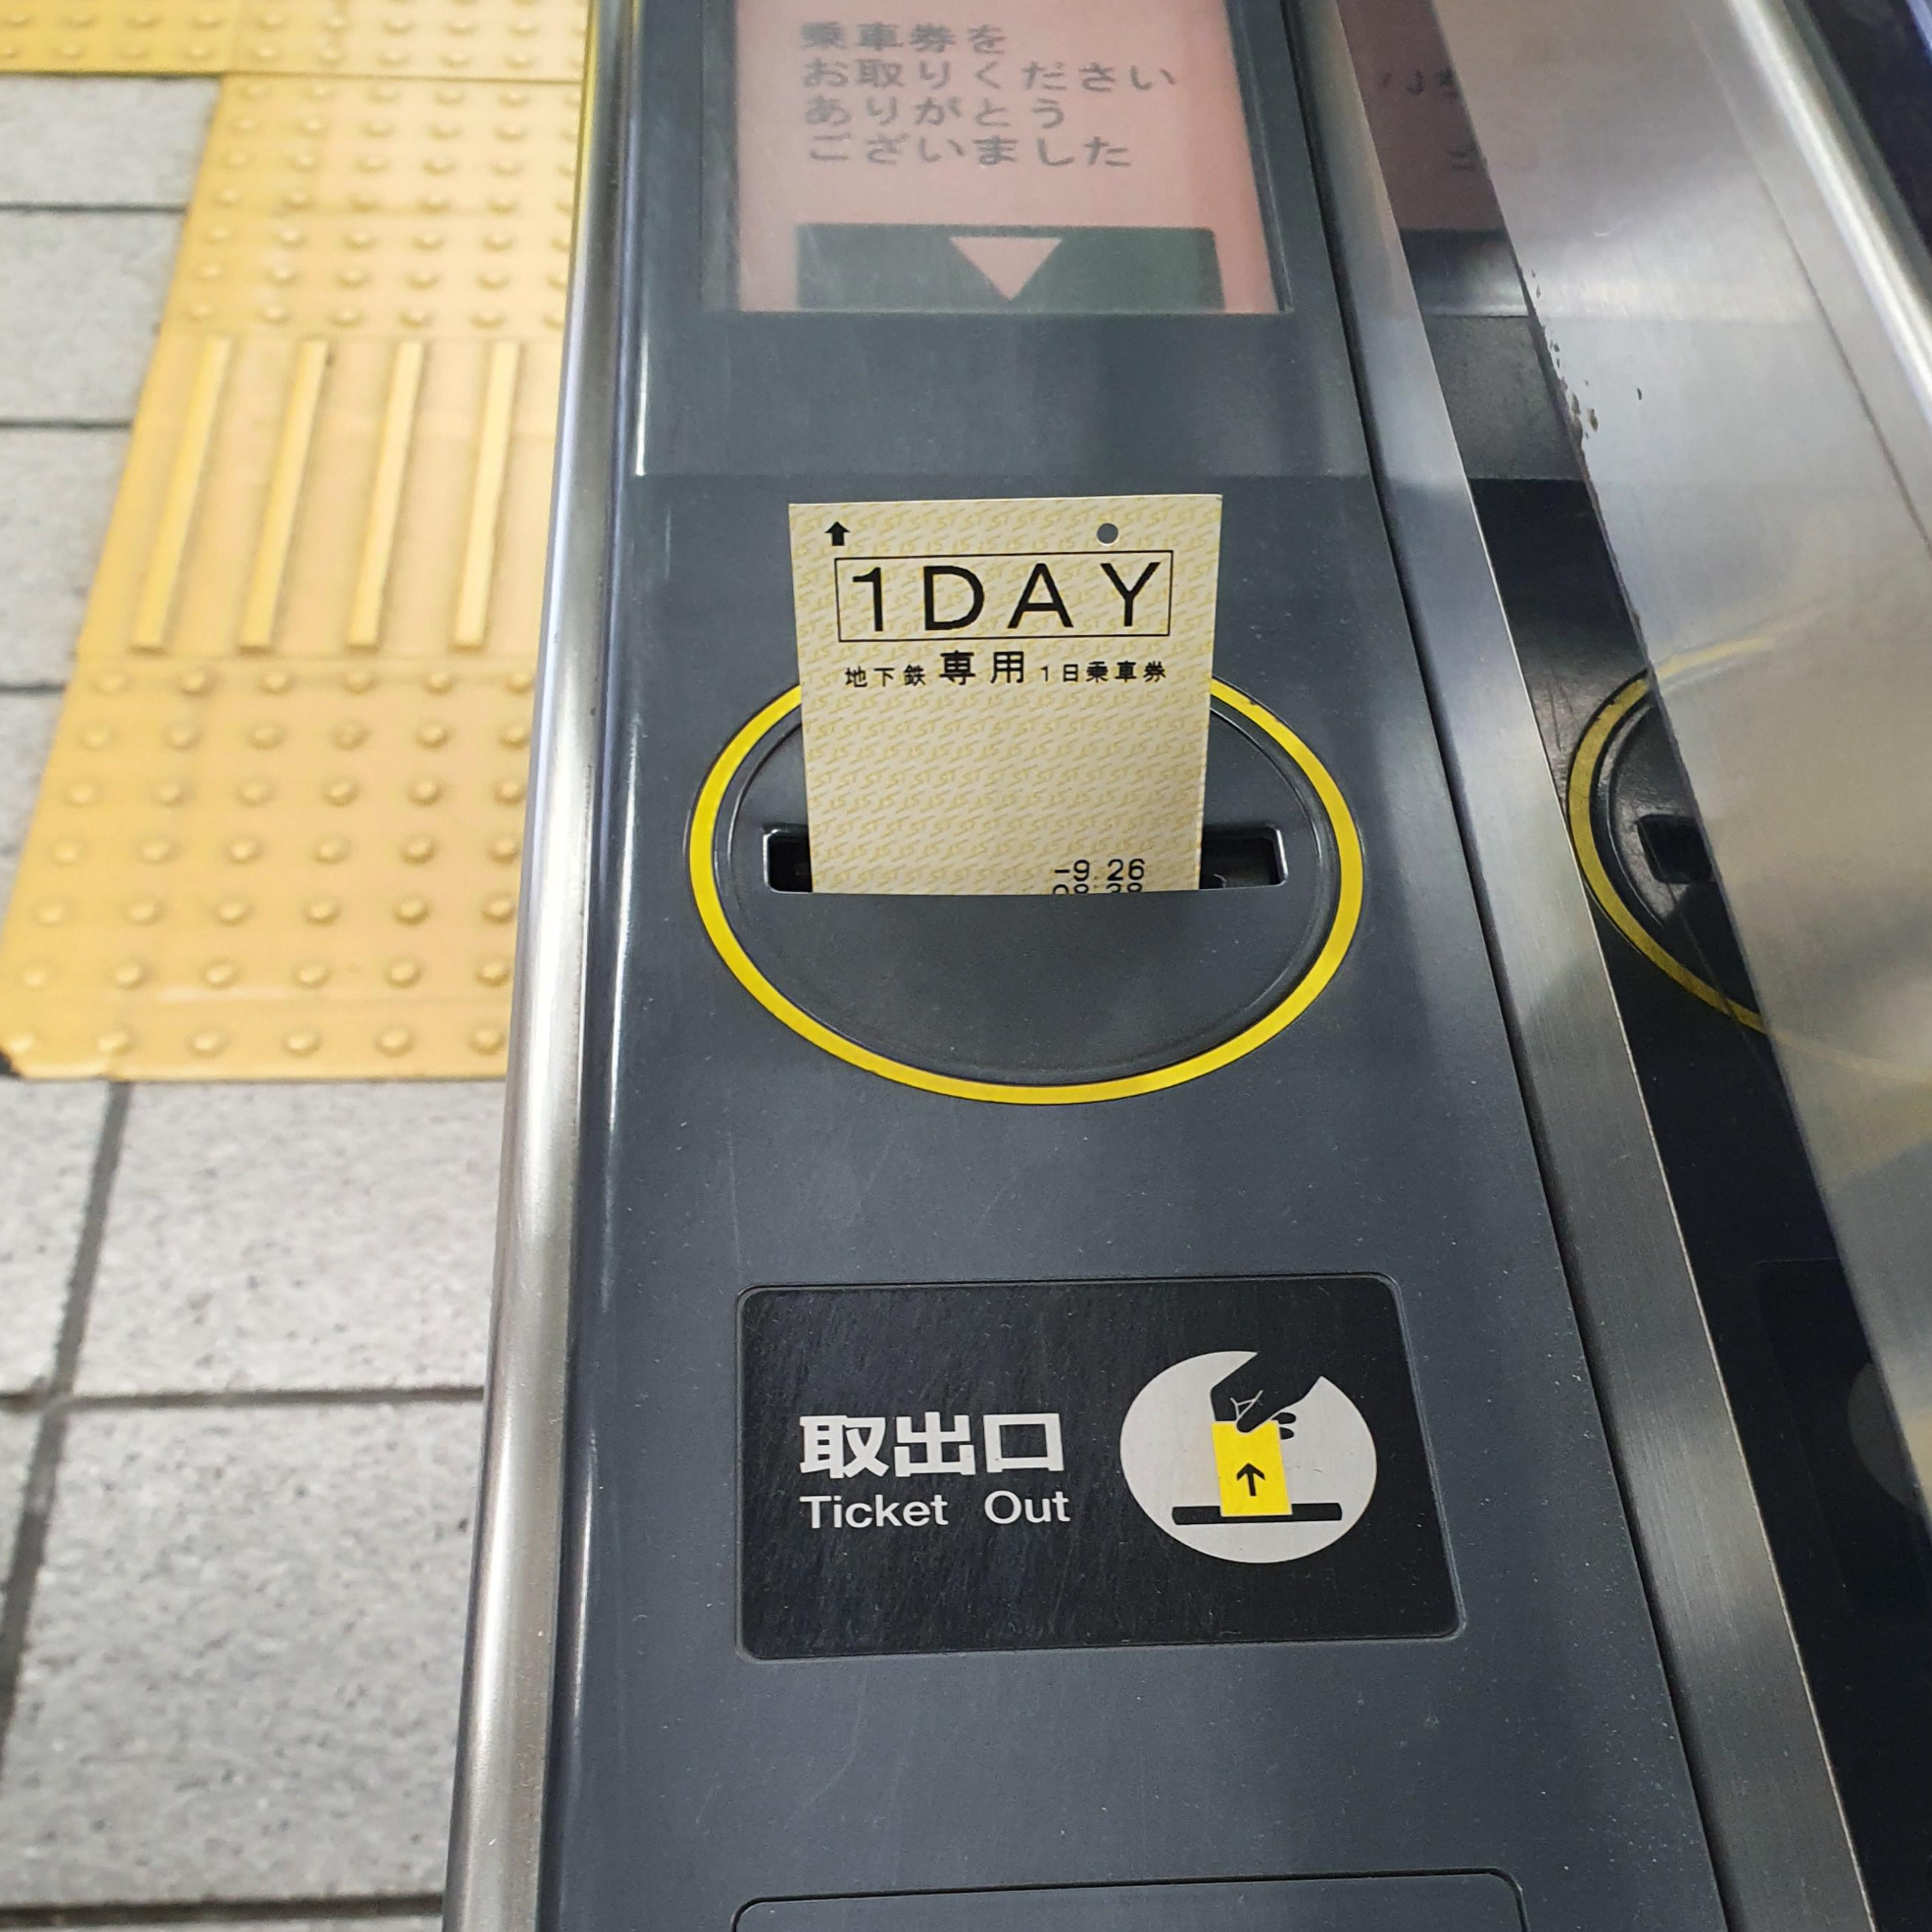 乗車券を
お取りください
ありがとう
ございました
1DAY
地下鉄専用1日乗車券
-9.26
取出口
Ticket Out